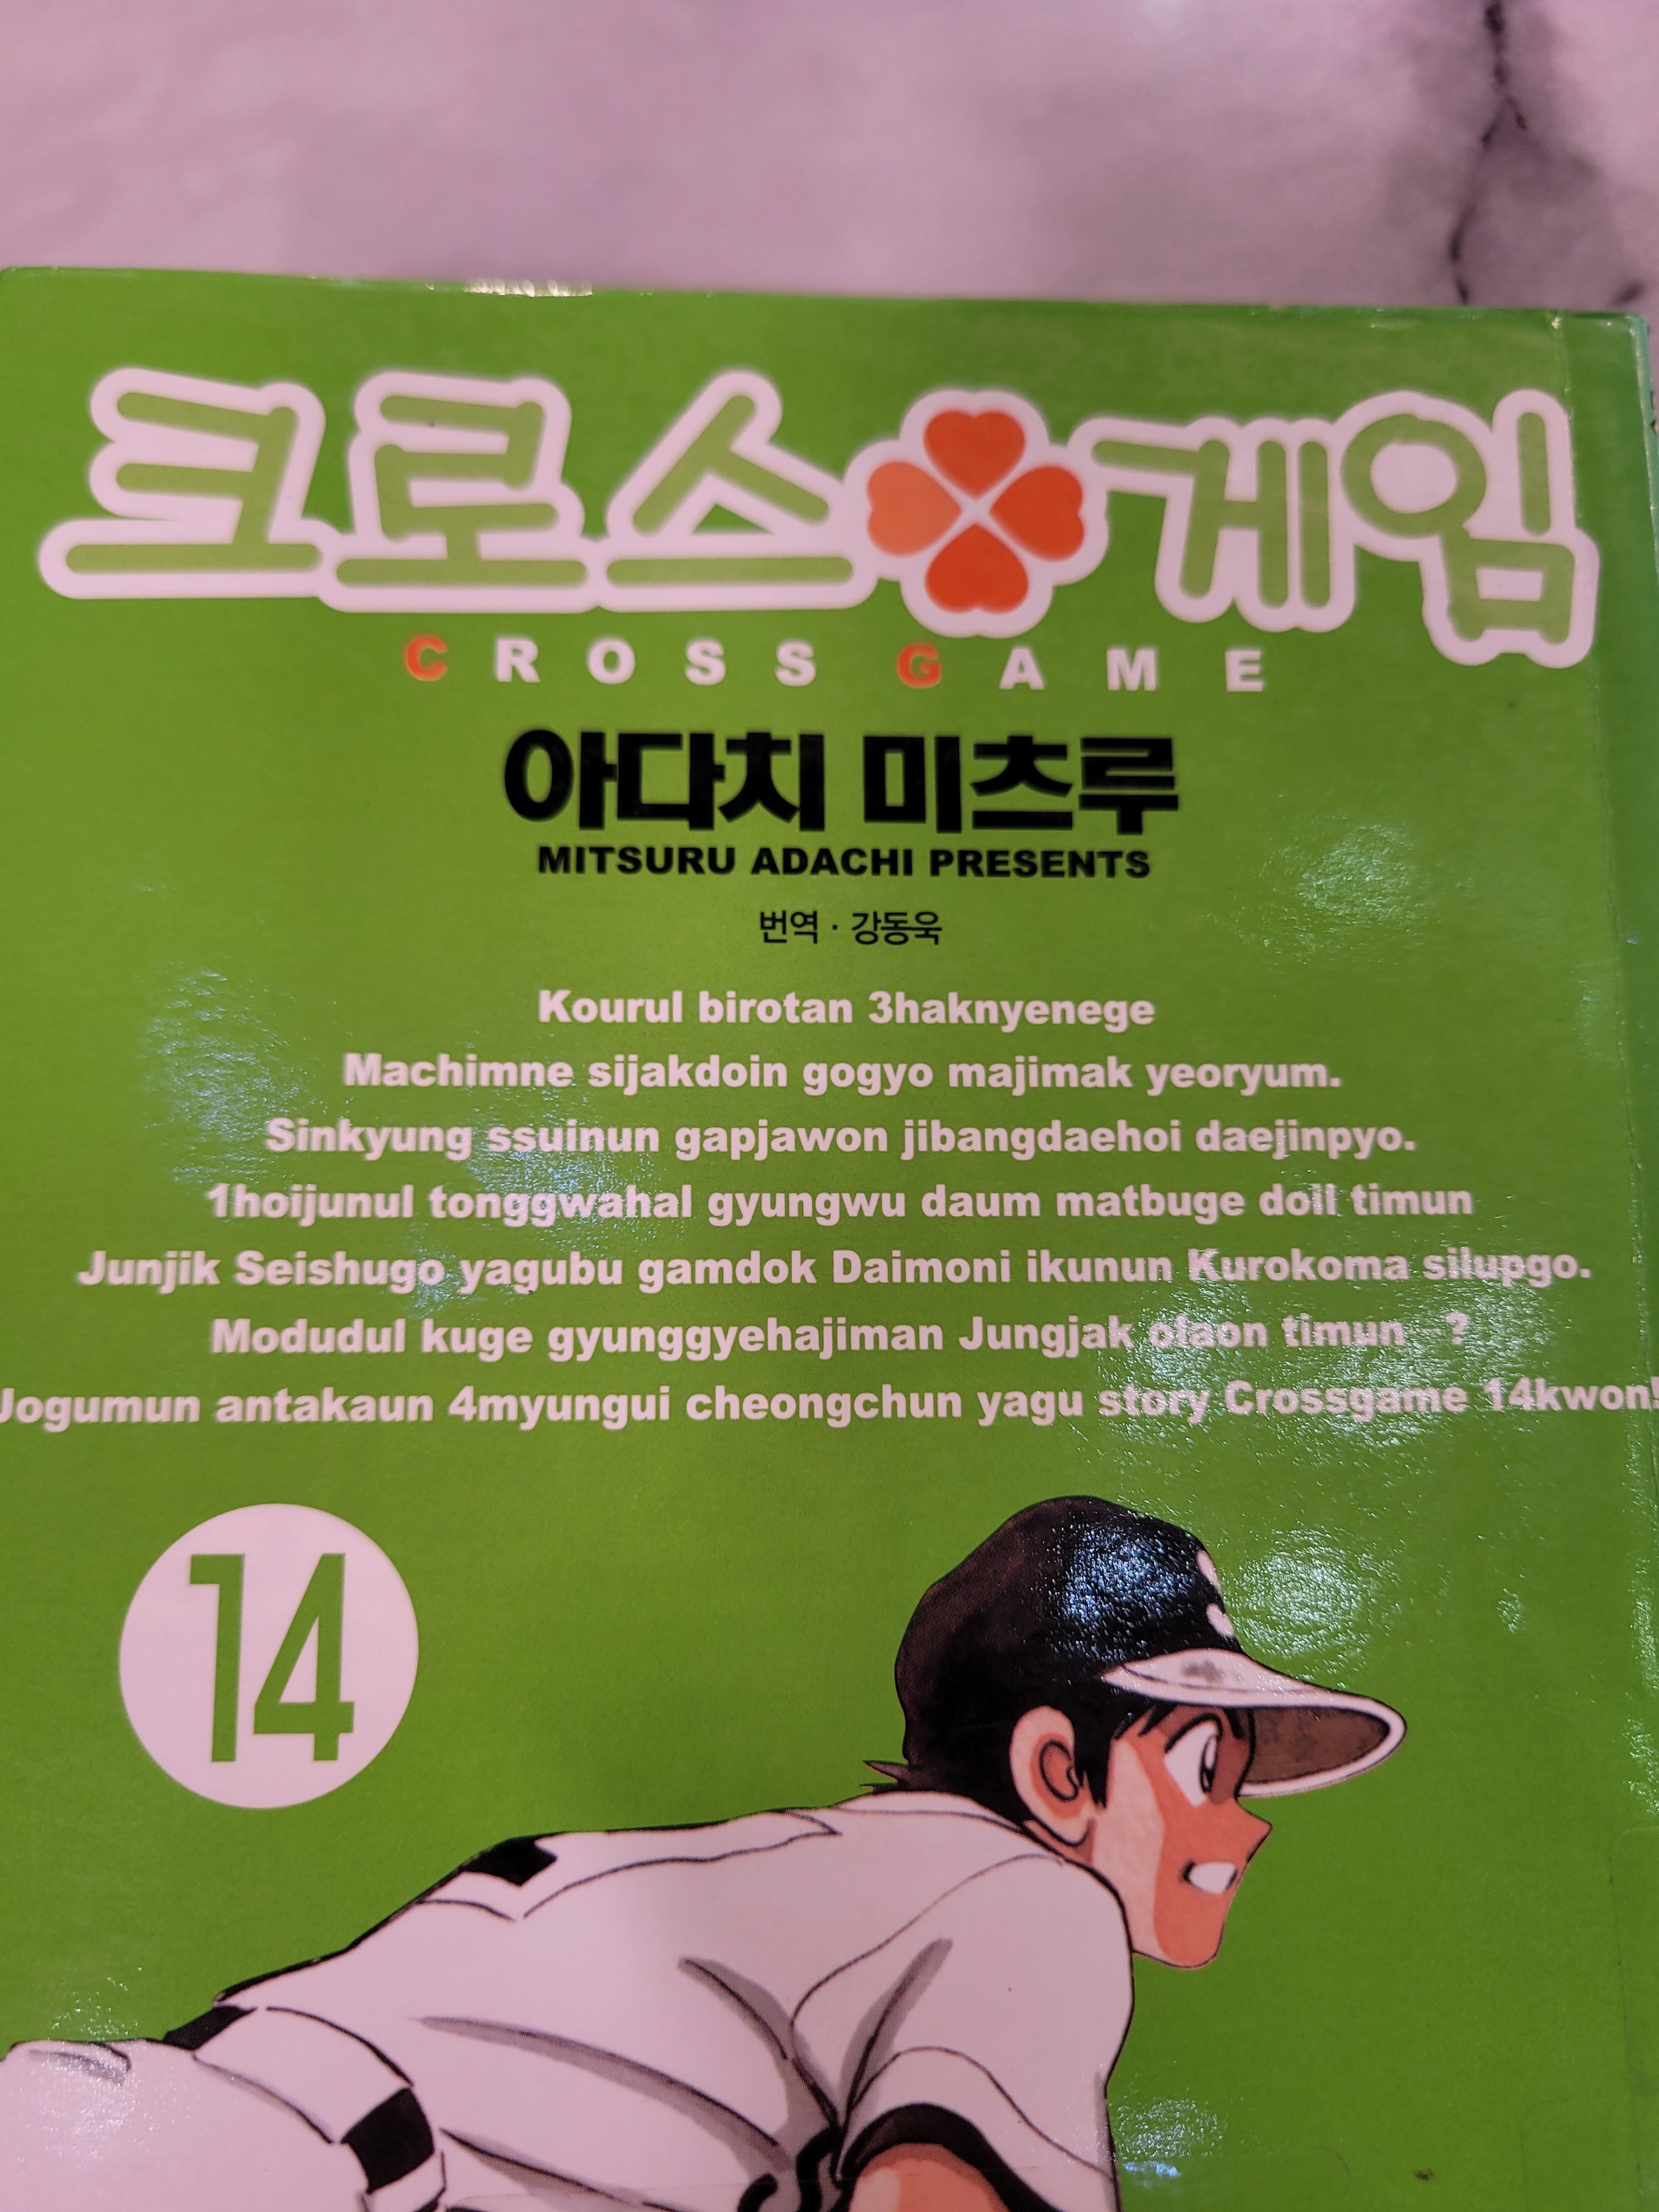 크로스 게임
CROSS GAME
아다치 미츠루
MITSURU ADACHI PRESENTS
번역 · 강동욱
Kourul birotan 3haknyenege
Machimne sijakdoin gogyo majimak yeoryum.
Sinkyung ssuinun gapjawon jibangdaehoi daejinpyo.
1hoijunul tonggwahal gyungwu daum matbuge doll timun
Junjik Seishugo yagubu gamdok Daimoni ikunun Kurokoma silupgo.
Modudul kuge gyunggyehajiman Jungjak olaon timun …?
Jogumun antakaun 4myungui cheongchun yagu story Crossgame 14kwon!
14